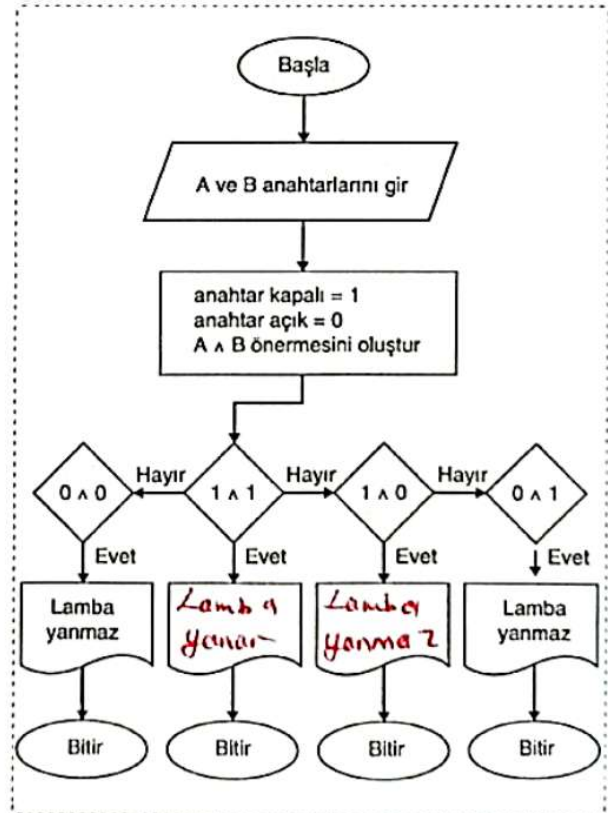 Başla
A ve B anahtarlarını gir
anahtar kapalı = 1
anahtar açık = 0
A ∧ B önermesini oluştur
0 ∧ 0
Hayır
1 ∧ 1
Hayır
1 ∧ 0
Hayır
0 ∧ 1
Evet
Evet
Evet
Evet
Lamba
yanmaz
Lamba
yanar
Lamba
yanmaz
Lamba
yanmaz
Bitir
Bitir
Bitir
Bitir